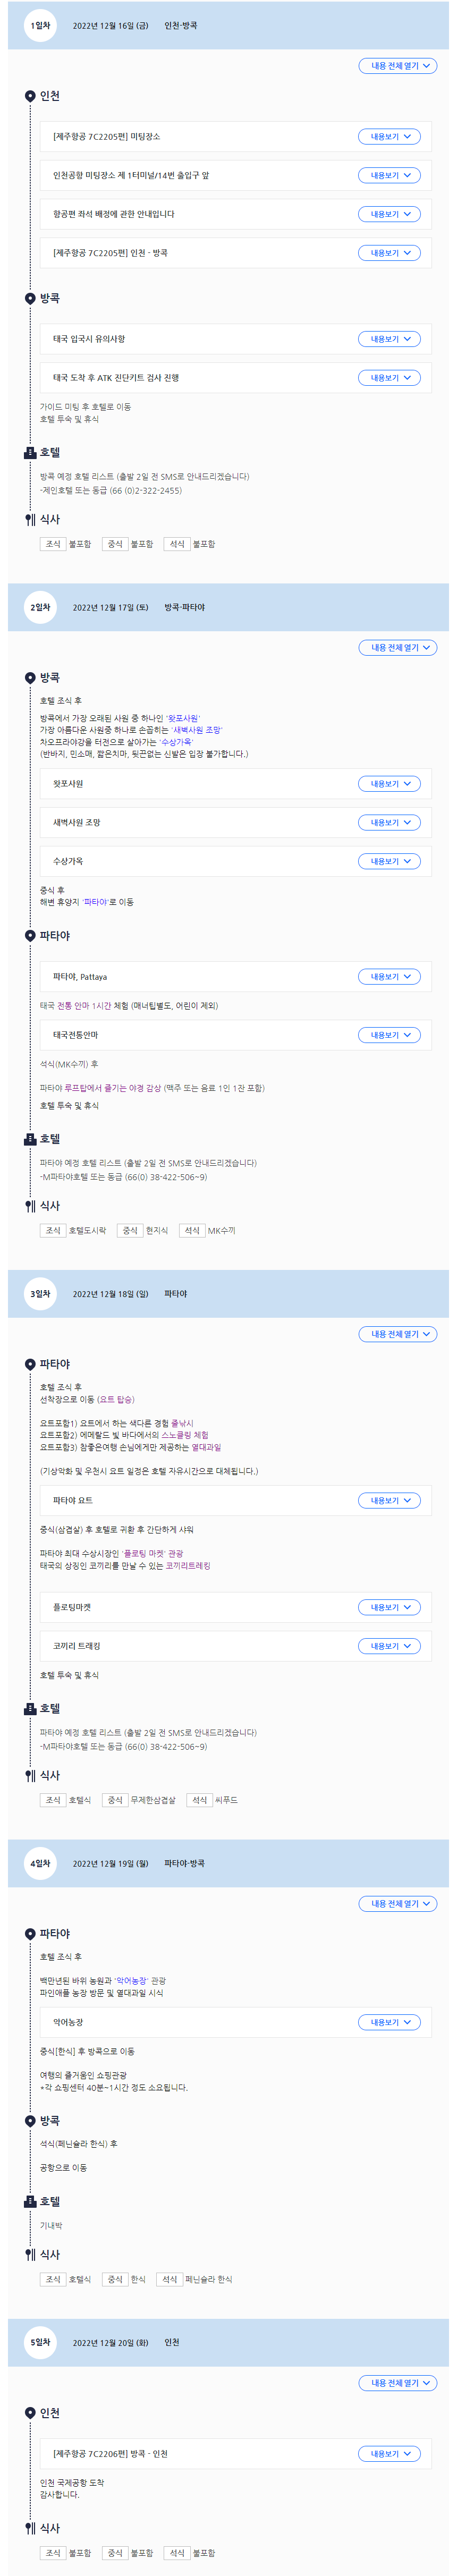 1일차 2022년 12월 16일 (금) 인천-방콕
내용 전체 열기
인천
[제주항공 7C2205편] 미팅장소 내용보기
인천공항 미팅장소 제 1터미널/14번 출입구 앞 내용보기
항공편 좌석 배정에 관한 안내입니다 내용보기
[제주항공 7C2205편] 인천 - 방콕 내용보기
방콕
태국 입국시 유의사항 내용보기
태국 도착 후 ATK 진단키트 검사 진행 내용보기
가이드 미팅 후 호텔로 이동
호텔 투숙 및 휴식
호텔
방콕 예정 호텔 리스트 (출발 2일 전 SMS로 안내드리겠습니다)
-제인호텔 또는 동급 (66 (0)2-322-2455)
식사
조식 불포함 중식 불포함 석식 불포함
2일차 2022년 12월 17일 (토) 방콕-파타야
내용 전체 열기
방콕
호텔 조식 후
방콕에서 가장 오래된 사원 중 하나인 '왓포사원'
가장 아름다운 사원중 하나로 손꼽히는 '새벽사원 조망'
차오프라야강을 터전으로 살아가는 '수상가옥'
(반바지, 민소매, 짧은치마, 뒷끈없는 신발은 입장 불가합니다.)
왓포사원 내용보기
새벽사원 조망 내용보기
수상가옥 내용보기
중식 후
해변 휴양지 '파타야'로 이동
파타야
파타야, Pattaya 내용보기
태국 전통 안마 1시간 체험 (매너팁별도, 어린이 제외)
태국전통안마 내용보기
석식(MK수끼) 후
파타야 루프탑에서 즐기는 야경 감상 (맥주 또는 음료 1인 1잔 포함)
호텔 투숙 및 휴식
호텔
파타야 예정 호텔 리스트 (출발 2일 전 SMS로 안내드리겠습니다)
-M파타야호텔 또는 동급 (66(0) 38-422-506~9)
식사
조식 호텔도시락 중식 현지식 석식 MK수끼
3일차 2022년 12월 18일 (일) 파타야
내용 전체 열기
파타야
호텔 조식 후
선착장으로 이동 (요트 탑승)
요트포함1) 요트에서 하는 색다른 경험 줄낚시
요트포함2) 에메랄드 빛 바다에서의 스노클링 체험
요트포함3) 참좋은여행 손님에게만 제공하는 열대과일
(기상악화 및 우천시 요트 일정은 호텔 자유시간으로 대체됩니다.)
파타야 요트 내용보기
중식(삼겹살) 후 호텔로 귀환 후 간단하게 샤워
파타야 최대 수상시장인 '플로팅 마켓' 관광
태국의 상징인 코끼리를 만날 수 있는 코끼리트레킹
플로팅마켓 내용보기
코끼리 트래킹 내용보기
호텔 투숙 및 휴식
호텔
파타야 예정 호텔 리스트 (출발 2일 전 SMS로 안내드리겠습니다)
-M파타야호텔 또는 동급 (66(0) 38-422-506~9)
식사
조식 호텔식 중식 무제한삼겹살 석식 씨푸드
4일차 2022년 12월 19일 (월) 파타야-방콕
내용 전체 열기
파타야
호텔 조식 후
백만년된 바위 농원과 '악어농장' 관광
파인애플 농장 방문 및 열대과일 시식
악어농장 내용보기
중식[한식] 후 방콕으로 이동
여행의 즐거움인 쇼핑관광
*각 쇼핑센터 40분~1시간 정도 소요됩니다.
방콕
석식(페닌슐라 한식) 후
공항으로 이동
호텔
기내박
식사
조식 호텔식 중식 한식 석식 페닌슐라 한식
5일차 2022년 12월 20일 (화) 인천
내용 전체 열기
인천
[제주항공 7C2206편] 방콕 - 인천 내용보기
인천 국제공항 도착
감사합니다.
식사
조식 불포함 중식 불포함 석식 불포함